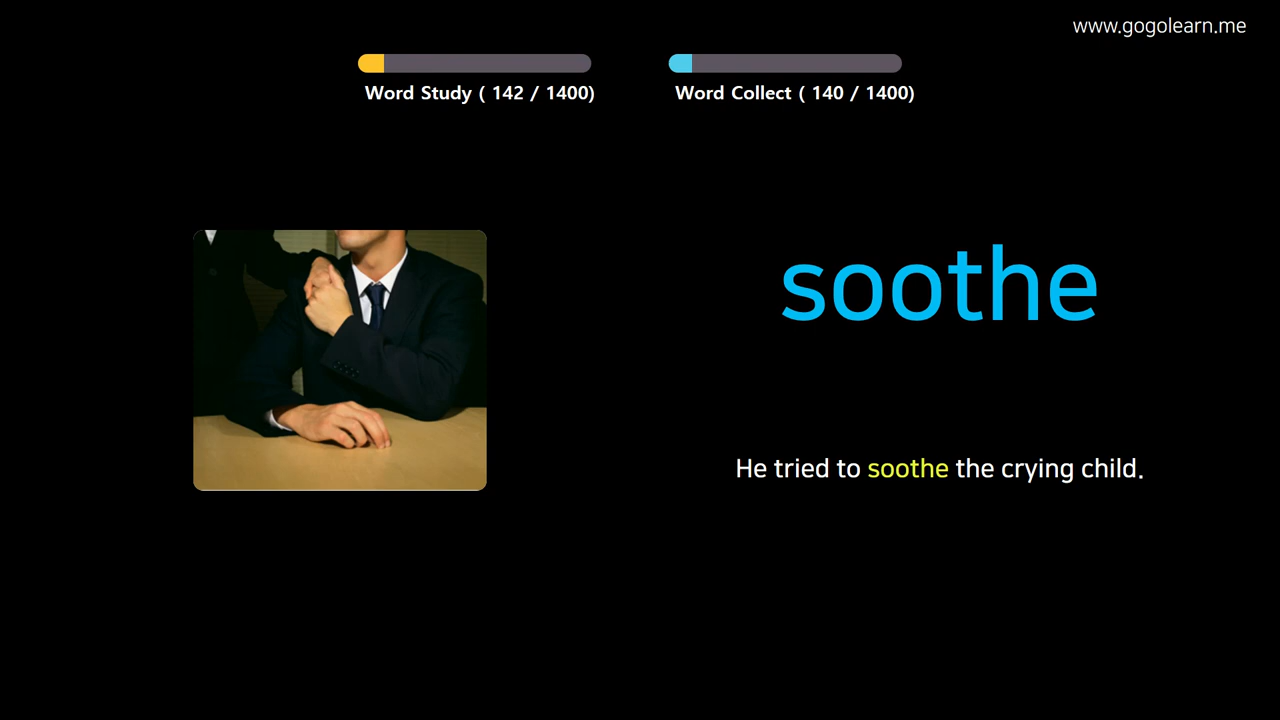 www.gogolearn.me
Word Study ( 142 / 1400)
Word Collect ( 140 / 1400)
soothe
He tried to soothe the crying child.